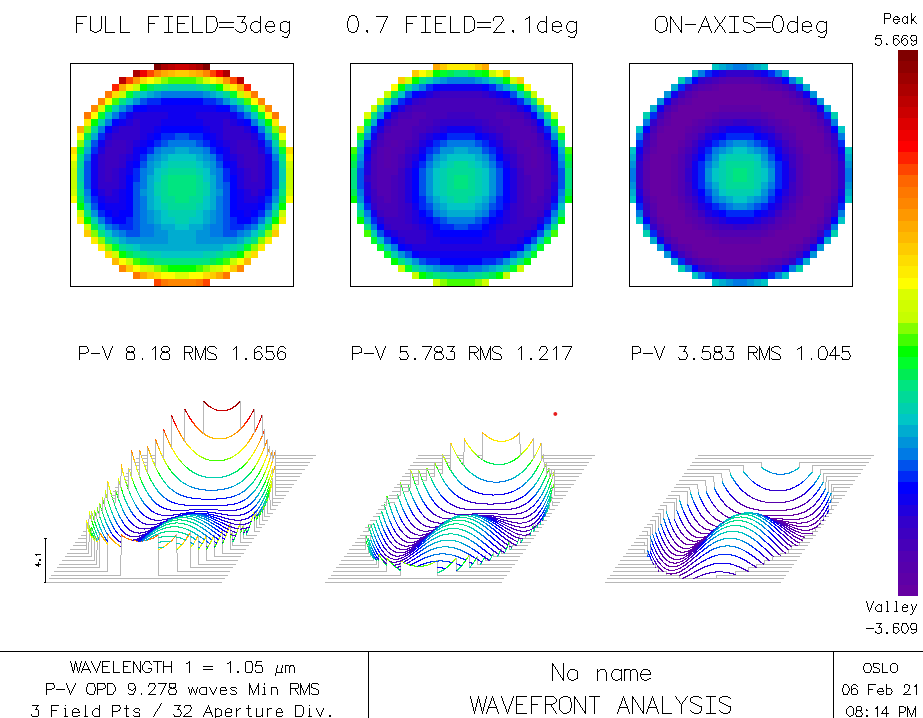 FULL FIELD=3deg
0.7 FIELD=2.1deg
ON-AXIS=0deg
Peak
5.669
P-V 8.18 RMS 1.656
P-V 5.783 RMS 1.217
P-V 3.583 RMS 1.045
4.1
Valley
-3.609
WAVELENGTH 1 = 1.05 μm
P-V OPD 9.278 waves Min RMS
3 Field Pts / 32 Aperture Div.
No name
WAVEFRONT ANALYSIS
OSLO
06 Feb 21
08:14 PM